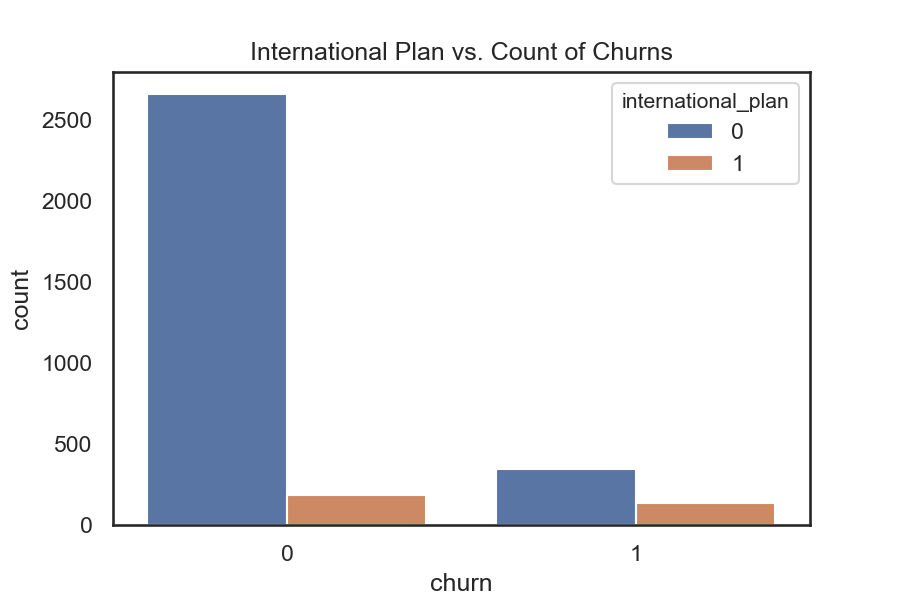 International Plan vs. Count of Churns
international_plan
0
1
2500
2000
1500
1000
500
0
count
0
1
churn